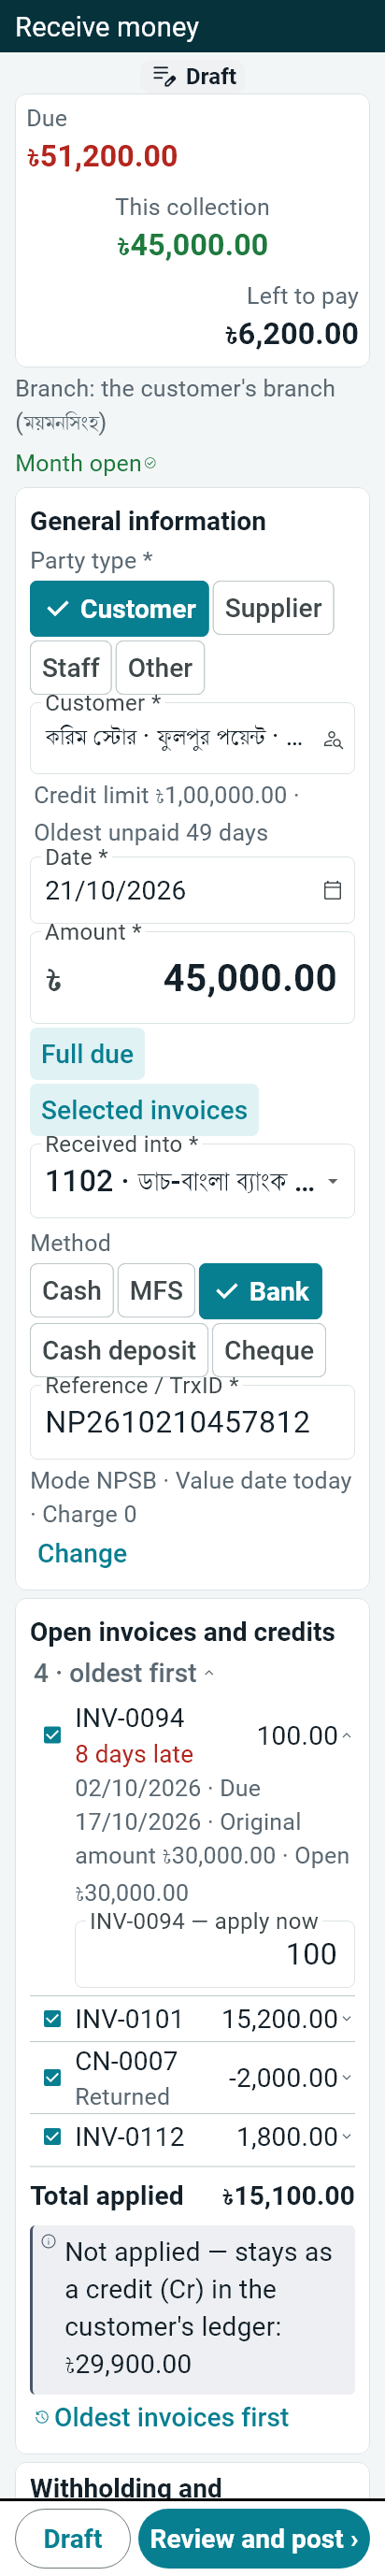 Receive money
Draft
Due
৳51,200.00
This collection
৳45,000.00
Left to pay
৳6,200.00
Branch: the customer's branch
(ময়মনসিংহ)
Month open
General information
Party type *
Customer
Supplier
Staff
Other
Customer *
করিম স্টোর · ফুলপুর পয়েন্ট · ...
Credit limit ৳1,00,000.00 ·
Oldest unpaid 49 days
Date *
21/10/2026
Amount *
৳ 45,000.00
Full due
Selected invoices
Received into *
1102 · ডাচ-বাংলা ব্যাংক ...
Method
Cash
MFS
Bank
Cash deposit
Cheque
Reference / TrxID *
NP2610210457812
Mode NPSB · Value date today
· Charge 0
Change
Open invoices and credits
4 · oldest first
INV-0094 100.00
8 days late
02/10/2026 · Due
17/10/2026 · Original
amount ৳30,000.00 · Open
৳30,000.00
INV-0094 — apply now
100
INV-0101 15,200.00
CN-0007 -2,000.00
Returned
INV-0112 1,800.00
Total applied ৳15,100.00
Not applied — stays as
a credit (Cr) in the
customer's ledger:
৳29,900.00
Oldest invoices first
Withholding and
Draft
Review and post ›